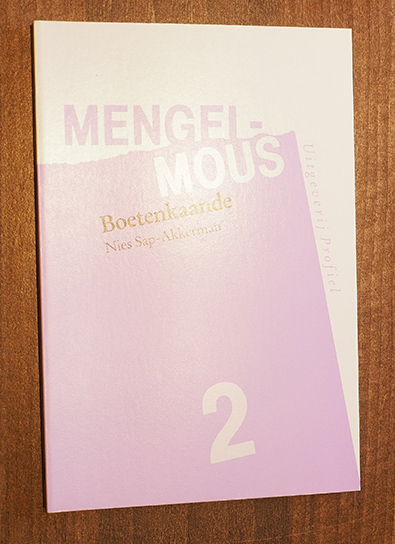 MENGEL-
MOUS
Uitgeverij Profiel
Boetenkaande
Nies Sap-Akkerman
2